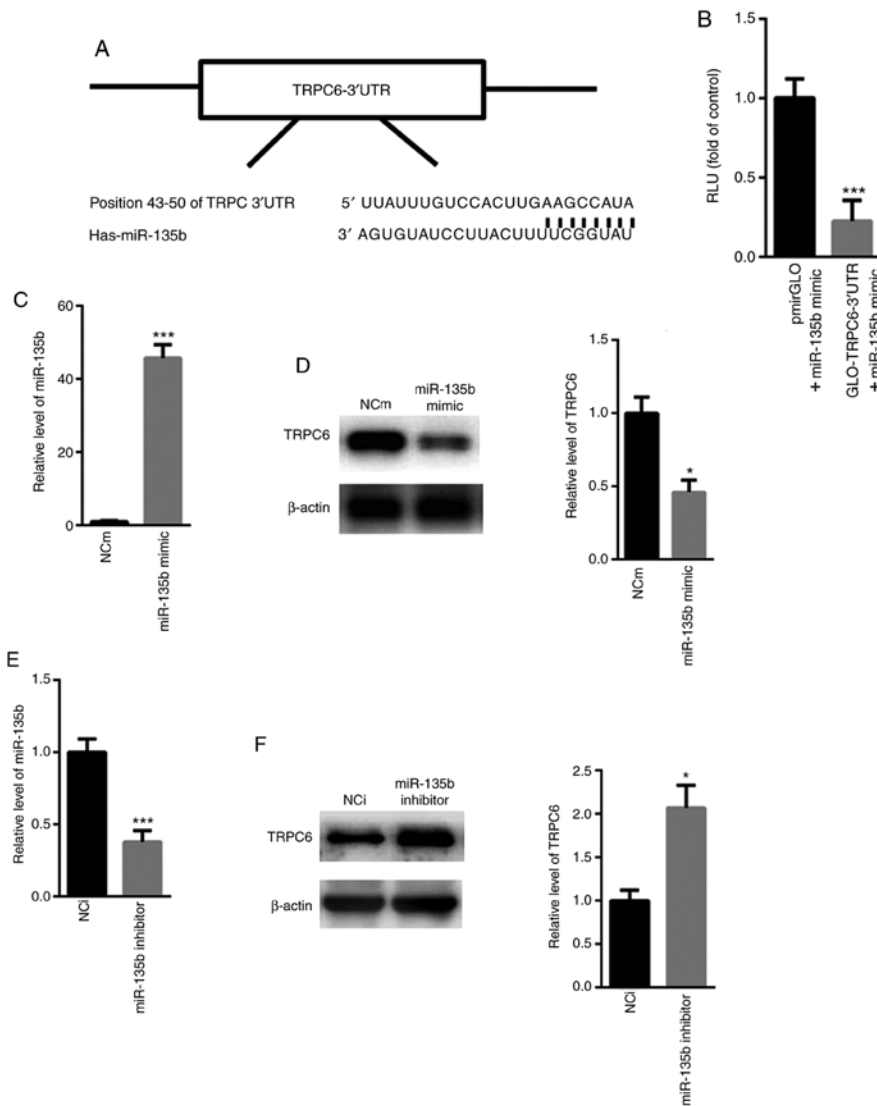 A
TRPC6-3′UTR
Position 43-50 of TRPC 3′UTR 5′ UUAUUUGUCCACUUGAAGCCAUA
Has-miR-135b 3′ AGUGUAUCCUUACUUUUCGGUAU
B
RLU (fold of control)
1.5
1.0
0.5
0.0
***
pmirGLO
+ miR-135b mimic
GLO-TRPC6-3′UTR
+ miR-135b mimic
C
Relative level of miR-135b
60
40
20
0
***
NCm
miR-135b mimic
D
NCm
miR-135b
mimic
TRPC6
β-actin
Relative level of TRPC6
1.5
1.0
0.5
0.0
*
NCm
miR-135b mimic
E
Relative level of miR-135b
1.5
1.0
0.5
0.0
***
NCi
miR-135b inhibitor
F
NCi
miR-135b
inhibitor
TRPC6
β-actin
Relative level of TRPC6
2.5
2.0
1.5
1.0
0.5
0.0
*
NCi
miR-135b inhibitor